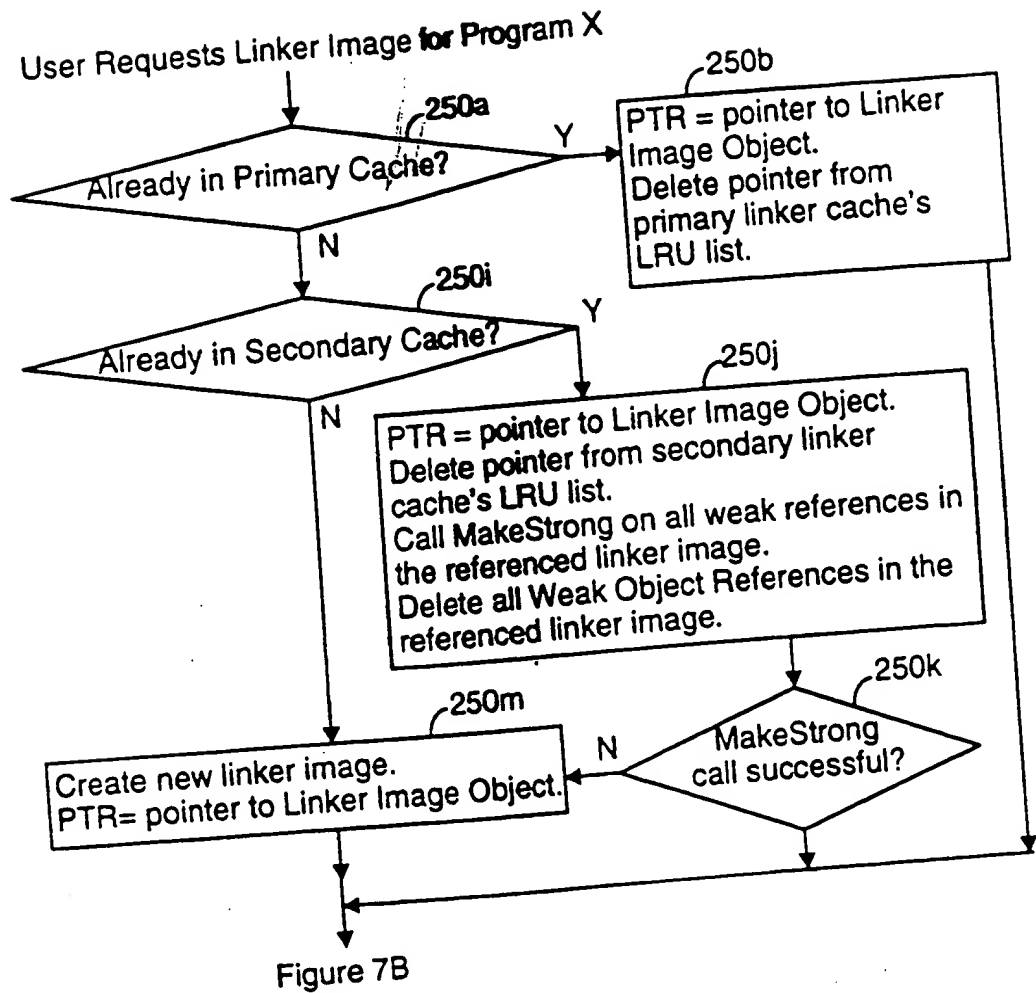 User Requests Linker Image for Program X
250a
Already in Primary Cache?
Y
N
250b
PTR = pointer to Linker
Image Object.
Delete pointer from
primary linker cache's
LRU list.
250i
Already in Secondary Cache?
Y
N
250j
PTR = pointer to Linker Image Object.
Delete pointer from secondary linker
cache's LRU list.
Call MakeStrong on all weak references in
the referenced linker image.
Delete all Weak Object References in the
referenced linker image.
250k
MakeStrong
call successful?
N
250m
Create new linker image.
PTR= pointer to Linker Image Object.
Figure 7B